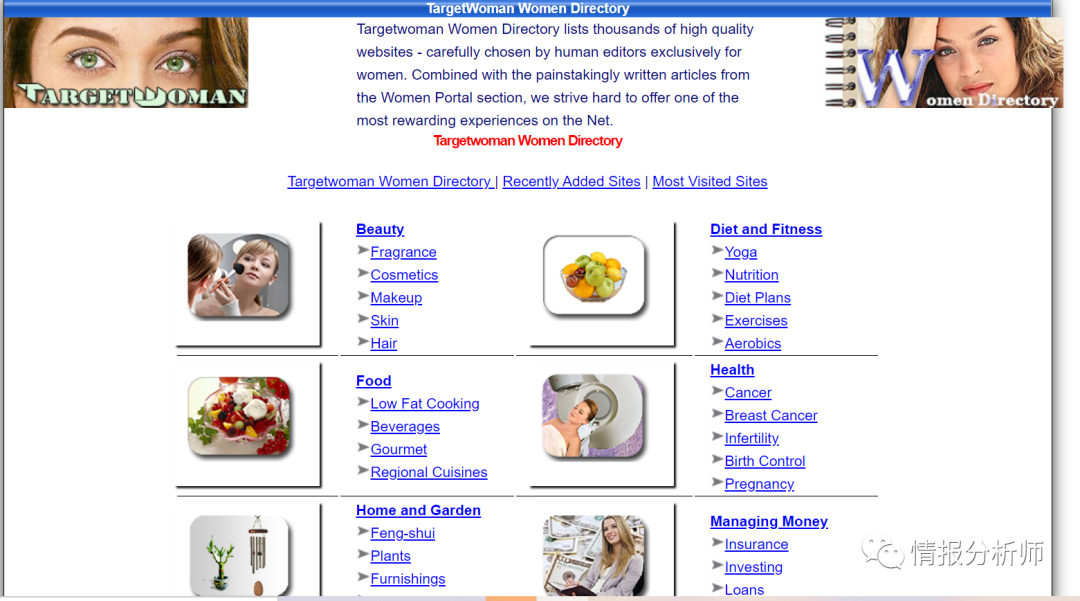 TargetWoman Women Directory
TARGETWOMAN
Targetwoman Women Directory lists thousands of high quality
websites - carefully chosen by human editors exclusively for
women. Combined with the painstakingly written articles from
the Women Portal section, we strive hard to offer one of the
most rewarding experiences on the Net.
Women Directory
Targetwoman Women Directory
Targetwoman Women Directory | Recently Added Sites | Most Visited Sites
Beauty
Fragrance
Cosmetics
Makeup
Skin
Hair
Diet and Fitness
Yoga
Nutrition
Diet Plans
Exercises
Aerobics
Food
Low Fat Cooking
Beverages
Gourmet
Regional Cuisines
Health
Cancer
Breast Cancer
Infertility
Birth Control
Pregnancy
Home and Garden
Feng-shui
Plants
Furnishings
Managing Money
Insurance
Investing
Loans
情报分析师